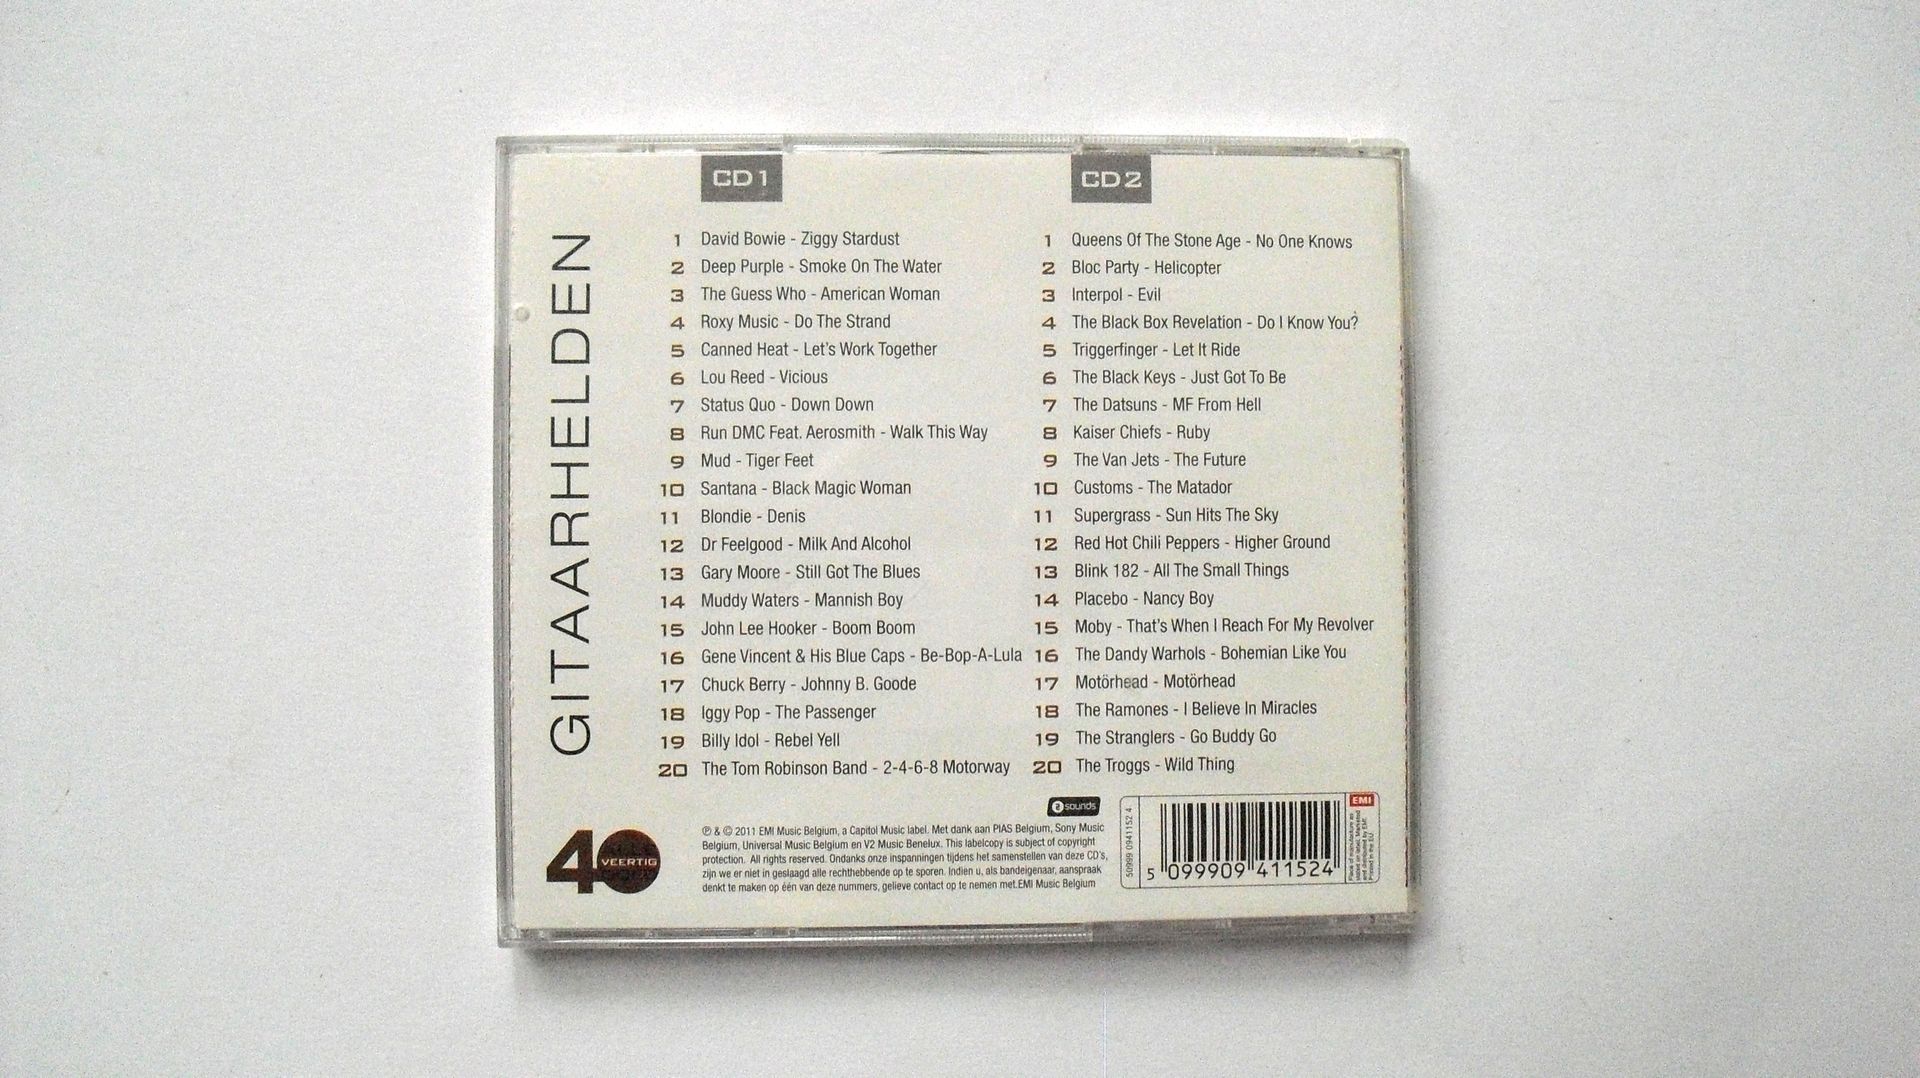 GITAARHELDEN
CD 1
1 David Bowie - Ziggy Stardust
2 Deep Purple - Smoke On The Water
3 The Guess Who - American Woman
4 Roxy Music - Do The Strand
5 Canned Heat - Let's Work Together
6 Lou Reed - Vicious
7 Status Quo - Down Down
8 Run DMC Feat. Aerosmith - Walk This Way
9 Mud - Tiger Feet
10 Santana - Black Magic Woman
11 Blondie - Denis
12 Dr Feelgood - Milk And Alcohol
13 Gary Moore - Still Got The Blues
14 Muddy Waters - Mannish Boy
15 John Lee Hooker - Boom Boom
16 Gene Vincent & His Blue Caps - Be-Bop-A-Lula
17 Chuck Berry - Johnny B. Goode
18 Iggy Pop - The Passenger
19 Billy Idol - Rebel Yell
20 The Tom Robinson Band - 2-4-6-8 Motorway
CD 2
1 Queens Of The Stone Age - No One Knows
2 Bloc Party - Helicopter
3 Interpol - Evil
4 The Black Box Revelation - Do I Know You?
5 Triggerfinger - Let It Ride
6 The Black Keys - Just Got To Be
7 The Datsuns - MF From Hell
8 Kaiser Chiefs - Ruby
9 The Van Jets - The Future
10 Customs - The Matador
11 Supergrass - Sun Hits The Sky
12 Red Hot Chili Peppers - Higher Ground
13 Blink 182 - All The Small Things
14 Placebo - Nancy Boy
15 Moby - That's When I Reach For My Revolver
16 The Dandy Warhols - Bohemian Like You
17 Motörhead - Motörhead
18 The Ramones - I Believe In Miracles
19 The Stranglers - Go Buddy Go
20 The Troggs - Wild Thing
40
VEERTIG
sounds
℗ & © 2011 EMI Music Belgium, a Capitol Music label. Met dank aan PIAS Belgium, Sony Music
Belgium, Universal Music Belgium en V2 Music Benelux. This labelcopy is subject of copyright
protection. All rights reserved. Ondanks onze inspanningen tijdens het samenstellen van deze CD's,
zijn we er niet in geslaagd alle rechthebbende op te sporen. Indien u, als bandeigenaar, aanspraak
denkt te maken op één van deze nummers, gelieve contact op te nemen met.EMI Music Belgium
50999 0941152 4
5 099909 411524
EMI